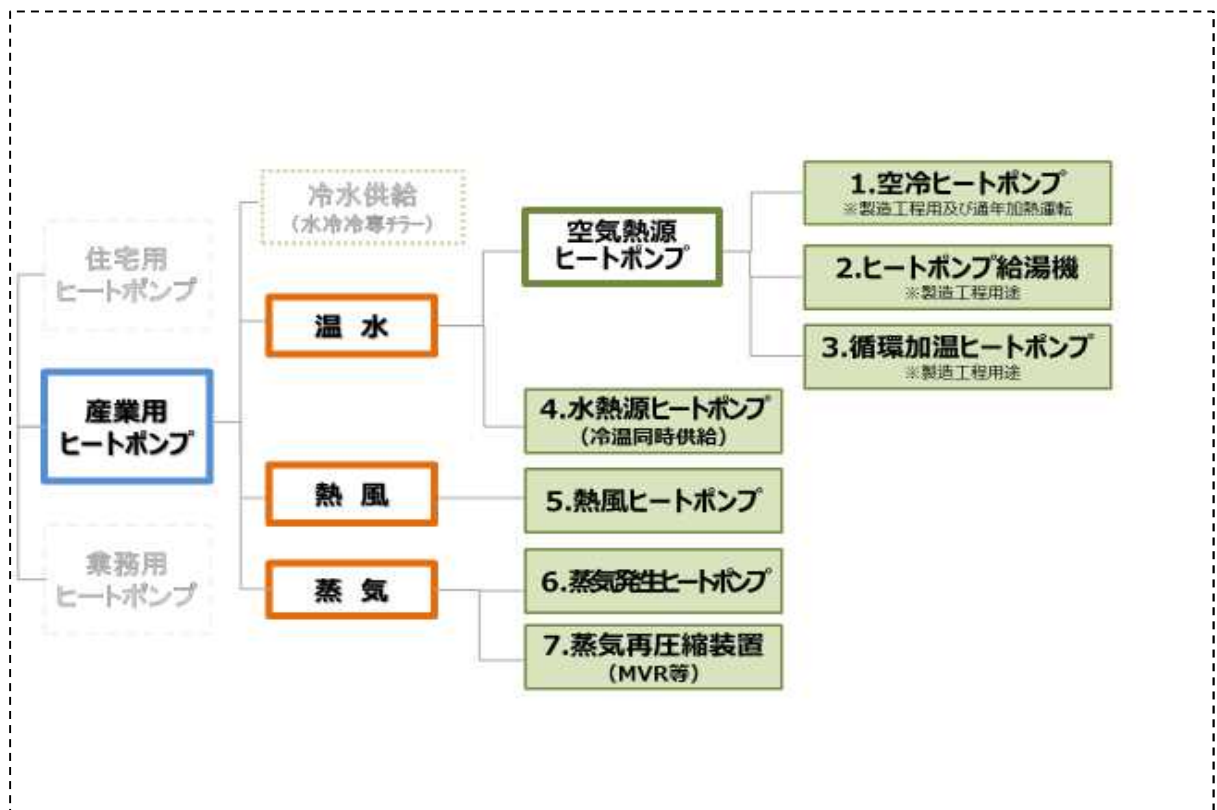 住宅用
ヒートポンプ
産業用
ヒートポンプ
業務用
ヒートポンプ
冷水供給
(水冷冷専チラー)
温 水
熱 風
蒸 気
空気熱源
ヒートポンプ
1.空冷ヒートポンプ
※製造工程用及び通年加熱運転
2.ヒートポンプ給湯機
※製造工程用途
3.循環加温ヒートポンプ
※製造工程用途
4.水熱源ヒートポンプ
(冷温同時供給)
5.熱風ヒートポンプ
6.蒸気発生ヒートポンプ
7.蒸気再圧縮装置
(MVR等)